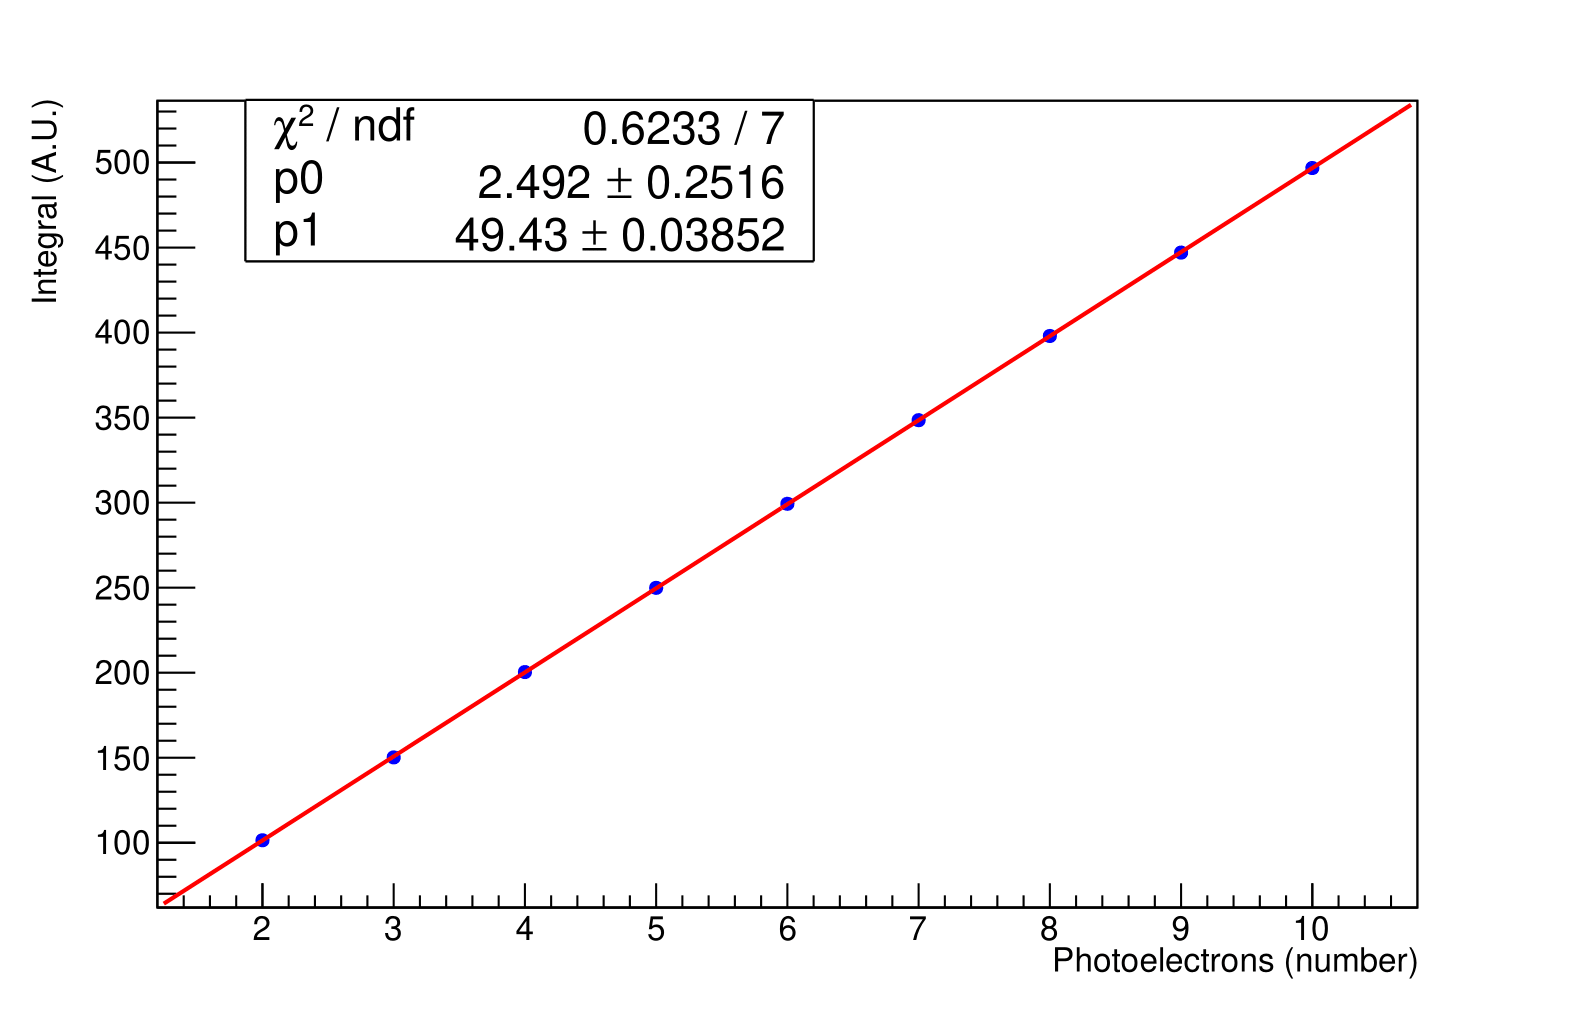 Integral (A.U.)
χ² / ndf 0.6233 / 7
p0 2.492 ± 0.2516
p1 49.43 ± 0.03852
500
450
400
350
300
250
200
150
100
2 3 4 5 6 7 8 9 10
Photoelectrons (number)